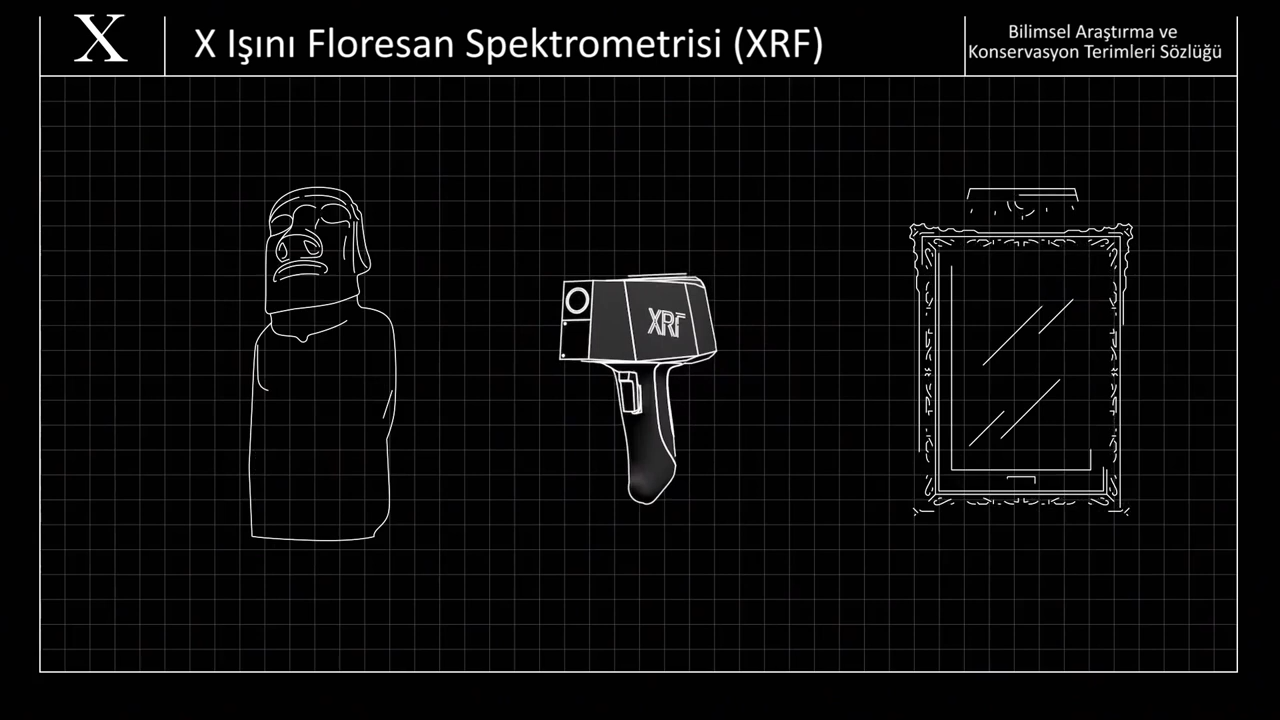 X
X Işını Floresan Spektrometrisi (XRF)
Bilimsel Araştırma ve
Konservasyon Terimleri Sözlüğü
XRF